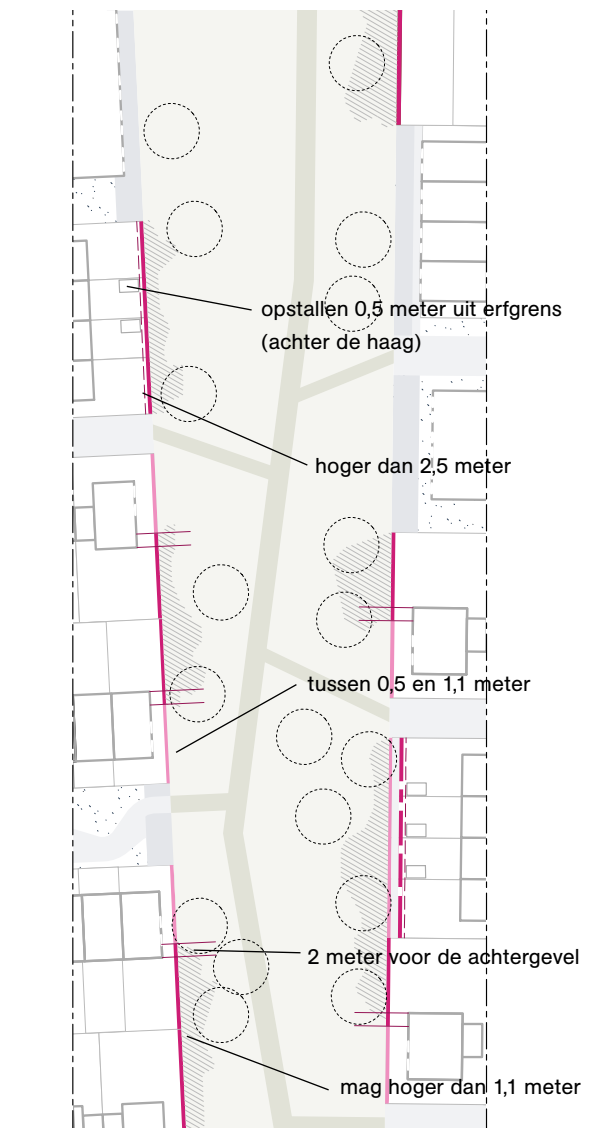 opstallen 0,5 meter uit erfgrens
(achter de haag)
hoger dan 2,5 meter
tussen 0,5 en 1,1 meter
2 meter voor de achtergevel
mag hoger dan 1,1 meter